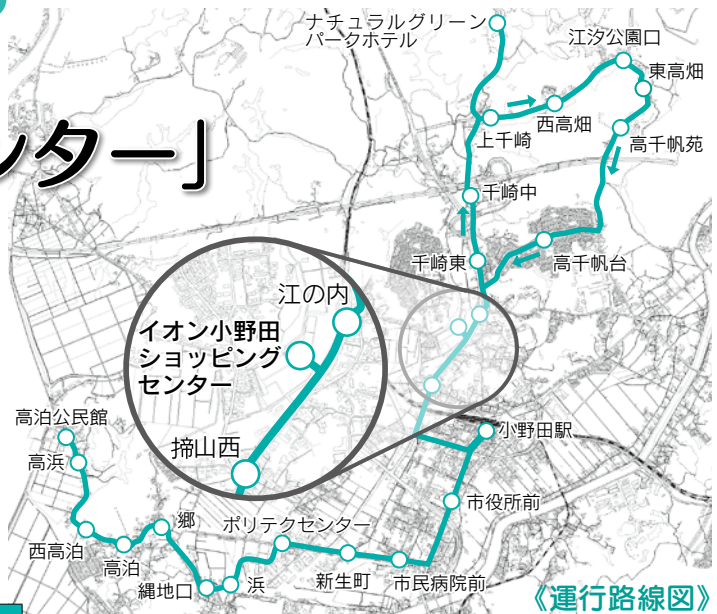 ンター」
ナチュラルグリーン
パークホテル
江汐公園口
東高畑
上千崎
西高畑
高千帆苑
千崎中
千崎東
高千帆台
江の内
イオン小野田
ショッピング
センター
掃山西
小野田駅
高泊公民館
高浜
市役所前
郷
ポリテクセンター
西高泊
高泊
縄地口
浜
新生町
市民病院前
《運行路線図》